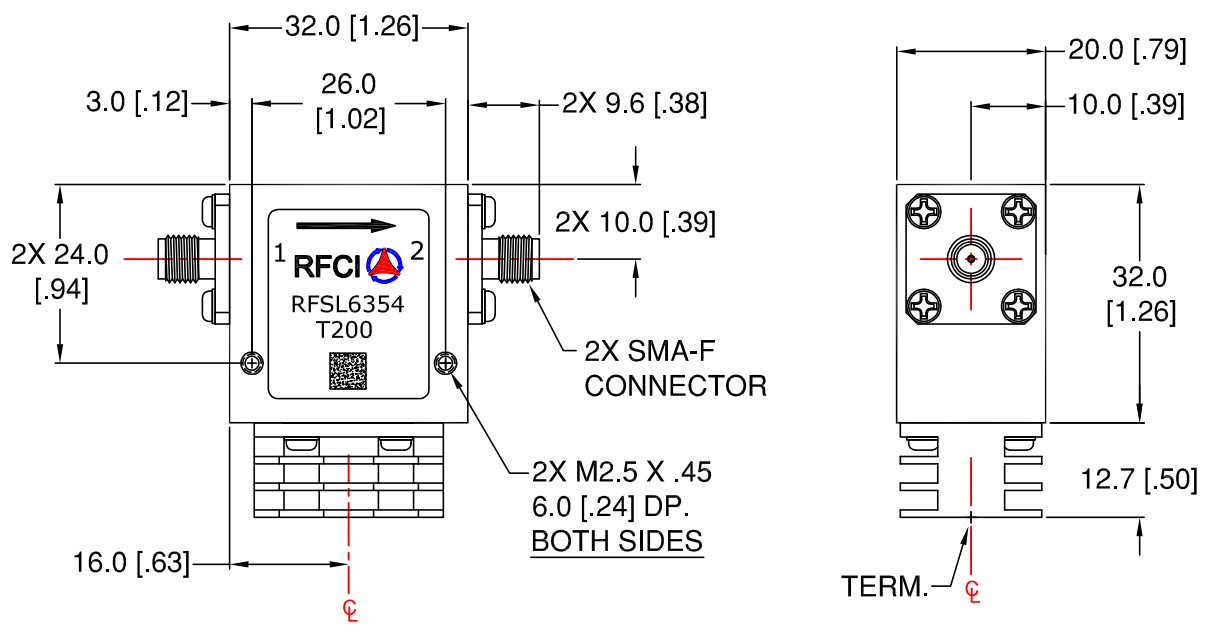 32.0 [1.26]
3.0 [.12]
26.0
[1.02]
2X 9.6 [.38]
2X 24.0
[.94]
2X 10.0 [.39]
1
2
RFCI
RFSL6354
T200
2X SMA-F
CONNECTOR
2X M2.5 X .45
6.0 [.24] DP.
BOTH SIDES
16.0 [.63]
℄
20.0 [.79]
10.0 [.39]
32.0
[1.26]
12.7 [.50]
TERM.
℄